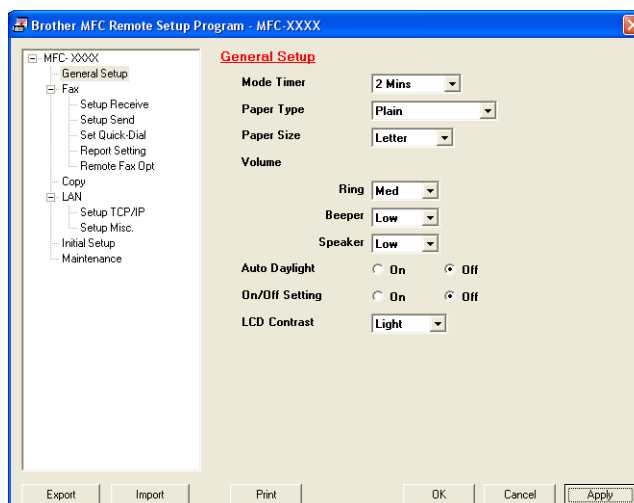 Brother MFC Remote Setup Program - MFC-XXXX
MFC- XXXX
General Setup
Fax
Setup Receive
Setup Send
Set Quick-Dial
Report Setting
Remote Fax Opt
Copy
LAN
Setup TCP/IP
Setup Misc.
Initial Setup
Maintenance
General Setup
Mode Timer 2 Mins
Paper Type Plain
Paper Size Letter
Volume
Ring Med
Beeper Low
Speaker Low
Auto Daylight On Off
On/Off Setting On Off
LCD Contrast Light
Export Import Print OK Cancel Apply